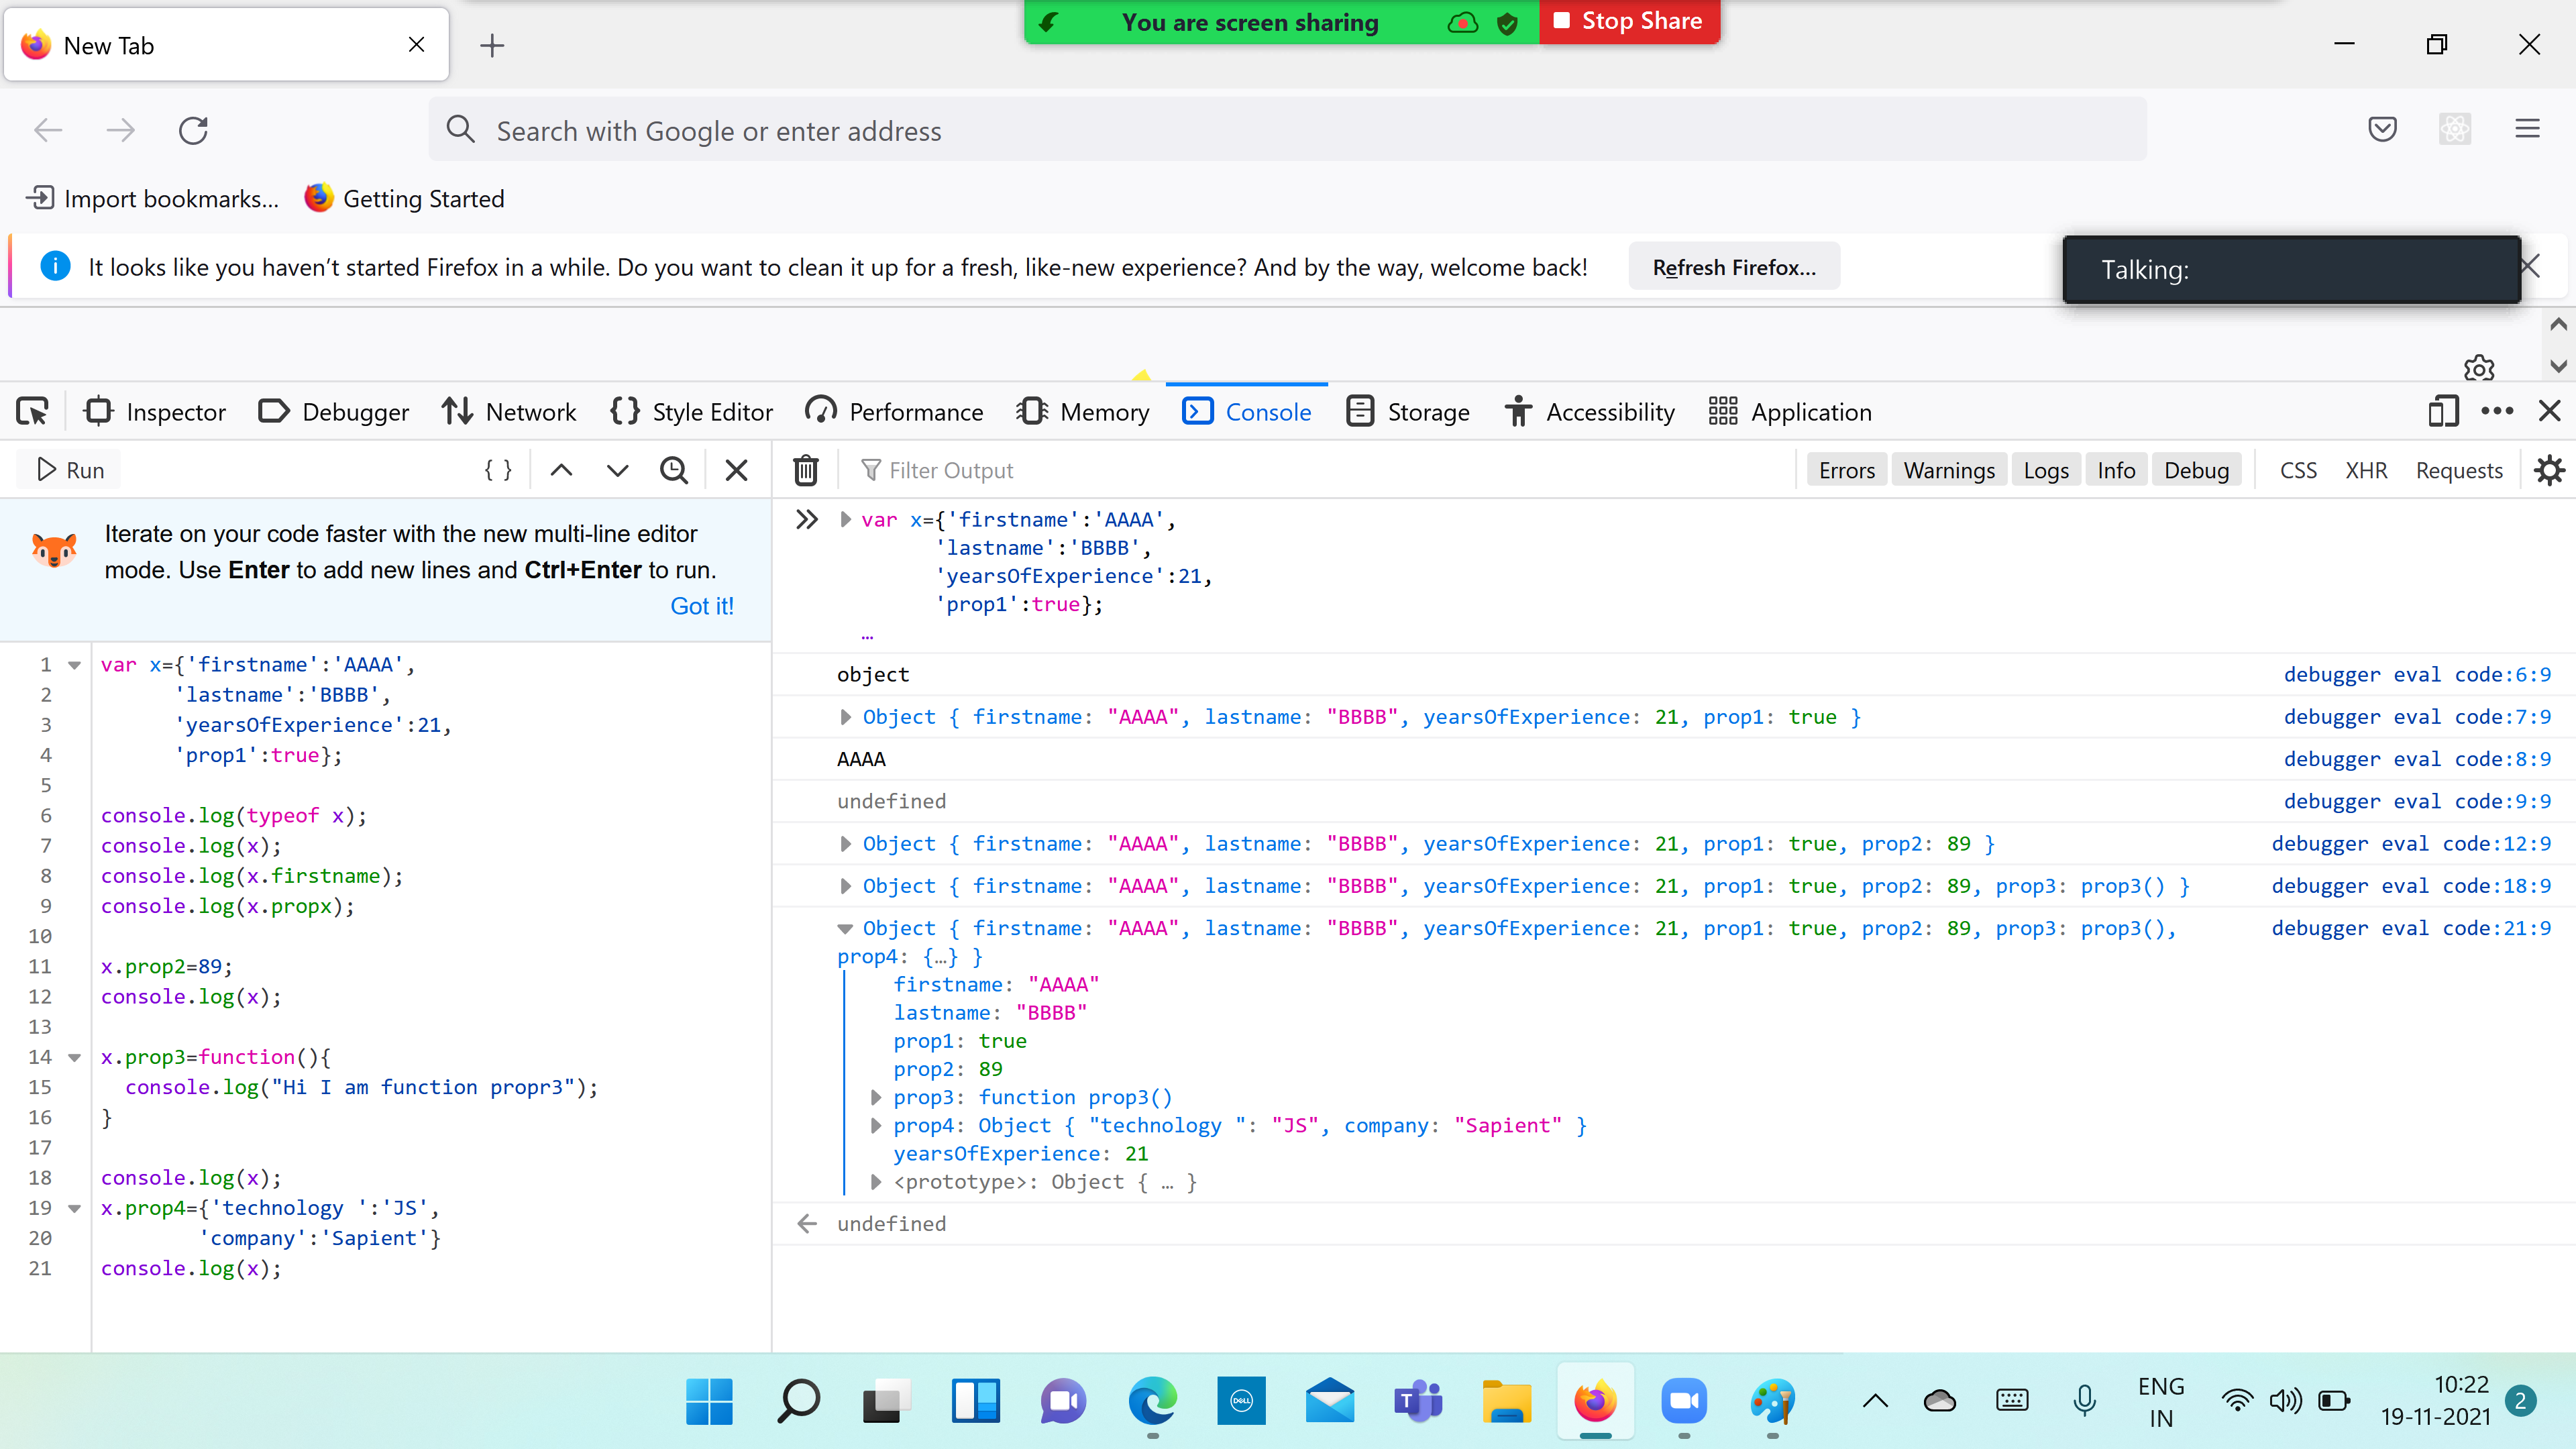 New Tab
You are screen sharing
Stop Share
Search with Google or enter address
Import bookmarks...
Getting Started
It looks like you haven’t started Firefox in a while. Do you want to clean it up for a fresh, like-new experience? And by the way, welcome back!
Refresh Firefox...
Talking:
Inspector
Debugger
Network
Style Editor
Performance
Memory
Console
Storage
Accessibility
Application
Run
Filter Output
Errors
Warnings
Logs
Info
Debug
CSS
XHR
Requests
Iterate on your code faster with the new multi-line editor
mode. Use Enter to add new lines and Ctrl+Enter to run.
Got it!
1 var x={'firstname':'AAAA',
2 'lastname':'BBBB',
3 'yearsOfExperience':21,
4 'prop1':true};
5
6 console.log(typeof x);
7 console.log(x);
8 console.log(x.firstname);
9 console.log(x.propx);
10
11 x.prop2=89;
12 console.log(x);
13
14 x.prop3=function(){
15 console.log("Hi I am function propr3");
16 }
17
18 console.log(x);
19 x.prop4={'technology ':'JS',
20 'company':'Sapient'}
21 console.log(x);
var x={'firstname':'AAAA',
'lastname':'BBBB',
'yearsOfExperience':21,
'prop1':true};
…
object debugger eval code:6:9
Object { firstname: "AAAA", lastname: "BBBB", yearsOfExperience: 21, prop1: true } debugger eval code:7:9
AAAA debugger eval code:8:9
undefined debugger eval code:9:9
Object { firstname: "AAAA", lastname: "BBBB", yearsOfExperience: 21, prop1: true, prop2: 89 } debugger eval code:12:9
Object { firstname: "AAAA", lastname: "BBBB", yearsOfExperience: 21, prop1: true, prop2: 89, prop3: prop3() } debugger eval code:18:9
Object { firstname: "AAAA", lastname: "BBBB", yearsOfExperience: 21, prop1: true, prop2: 89, prop3: prop3(), debugger eval code:21:9
prop4: {…} }
firstname: "AAAA"
lastname: "BBBB"
prop1: true
prop2: 89
prop3: function prop3()
prop4: Object { "technology ": "JS", company: "Sapient" }
yearsOfExperience: 21
<prototype>: Object { … }
undefined
DELL
T
ENG
IN
10:22
19-11-2021
2